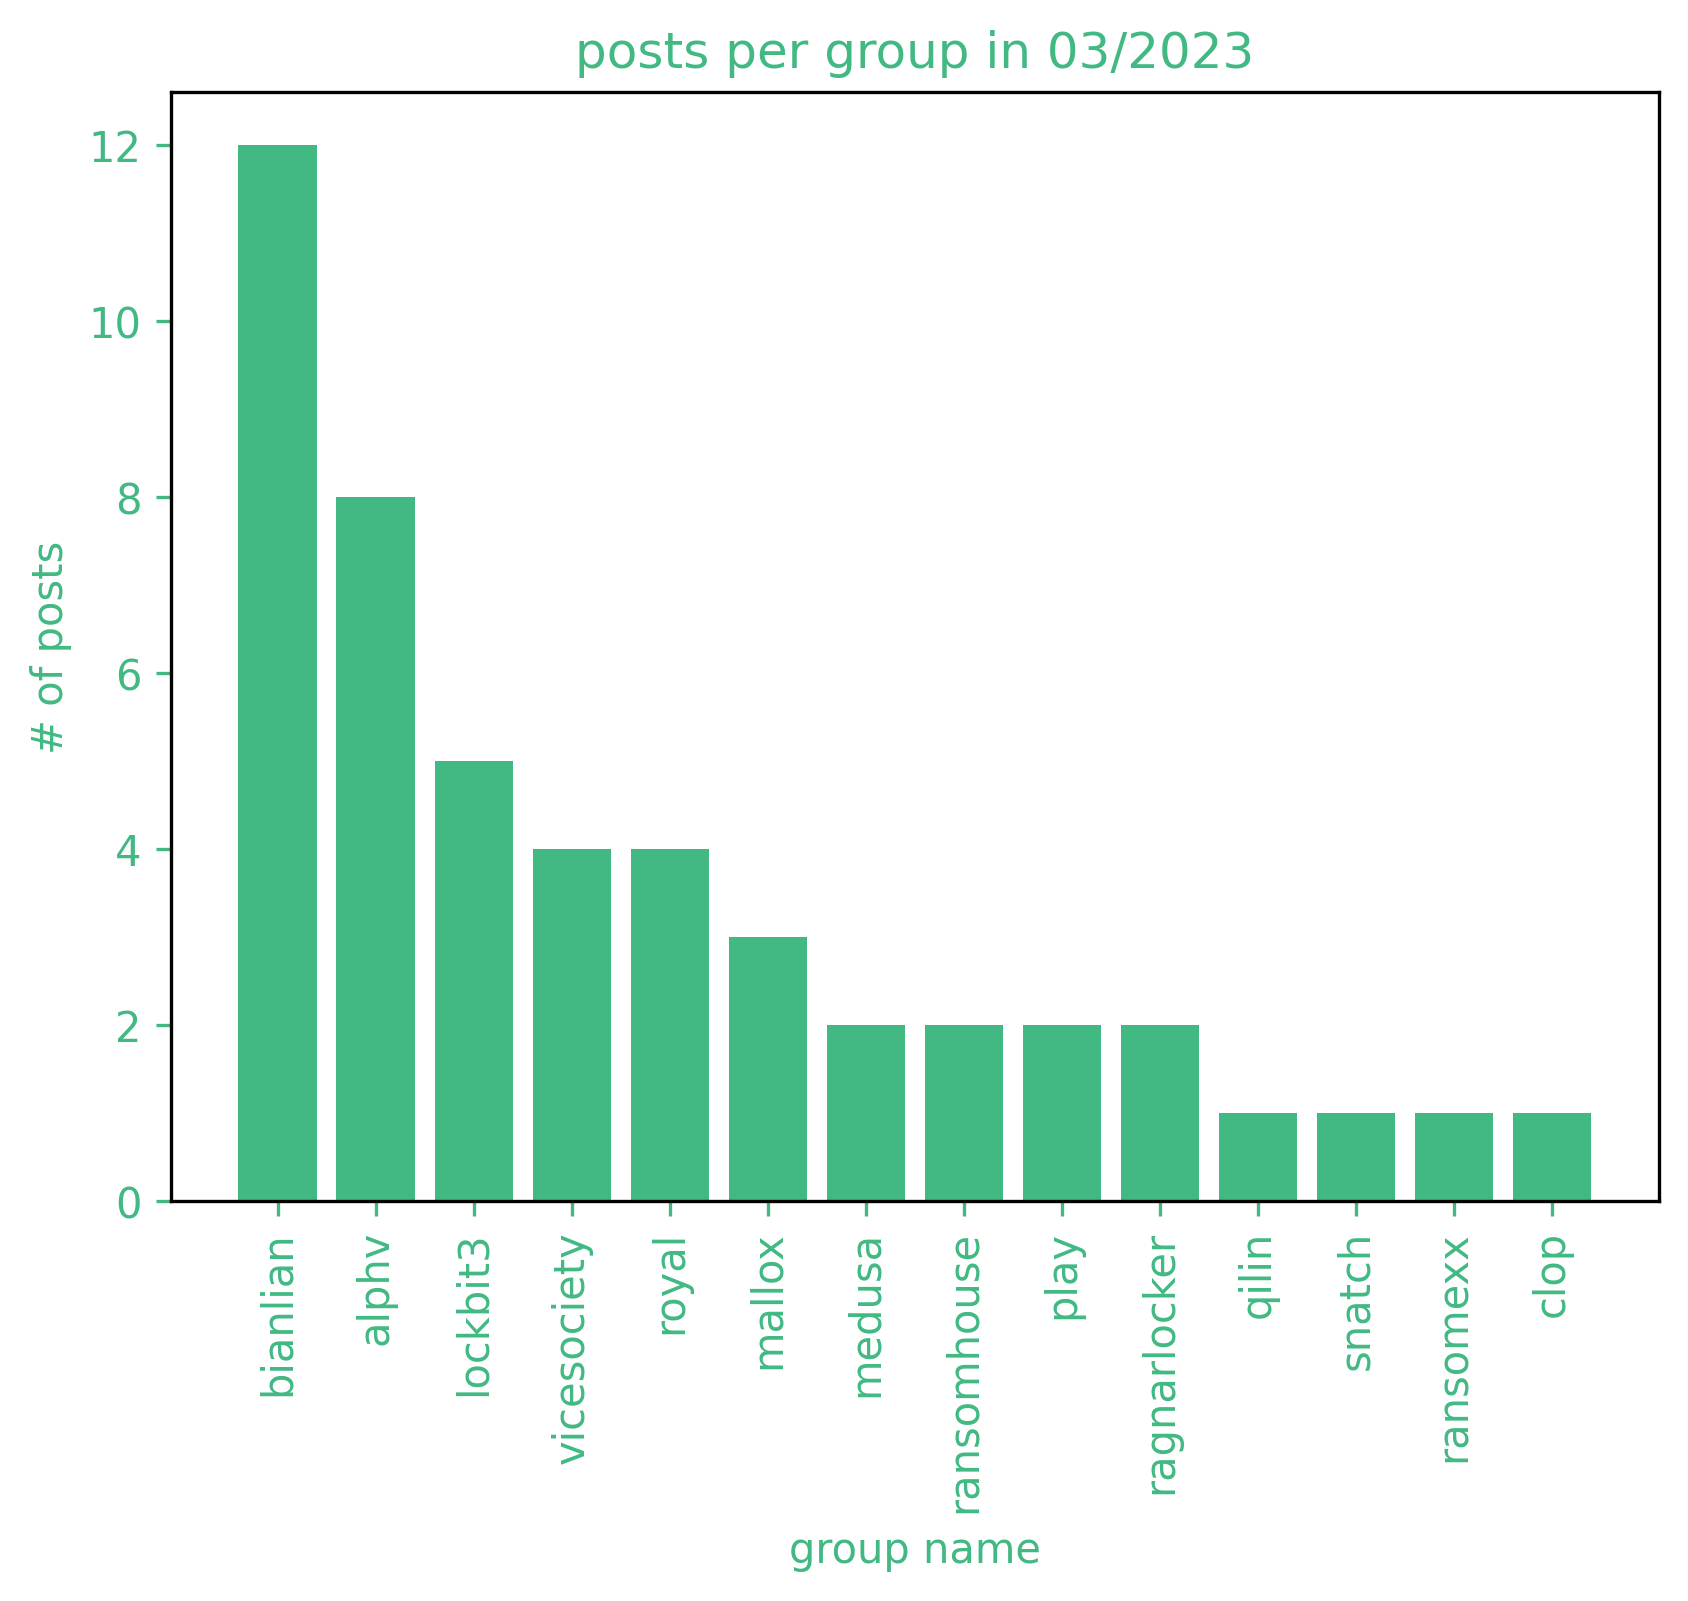 posts per group in 03/2023
12
10
8
6
4
2
0
# of posts
bianlian
alphv
lockbit3
vicesociety
royal
mallox
medusa
ransomhouse
play
ragnarlocker
qilin
snatch
ransomexx
clop
group name